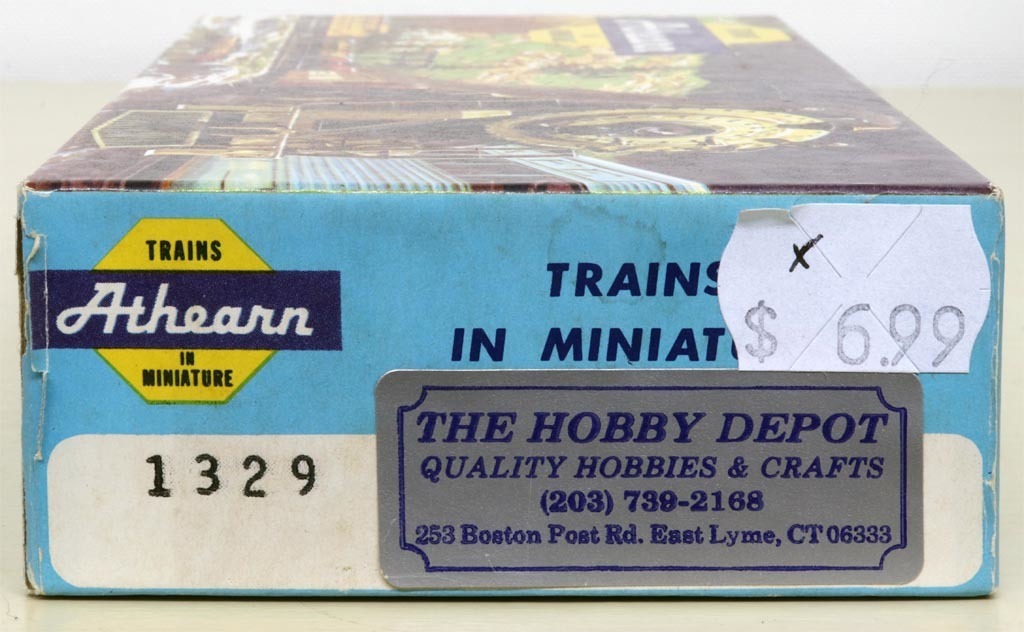 TRAINS
Athearn
IN
MINIATURE
TRAINS
IN MINIATU
x
$ 6.99
1329
THE HOBBY DEPOT
QUALITY HOBBIES & CRAFTS
(203) 739-2168
253 Boston Post Rd. East Lyme, CT 06333